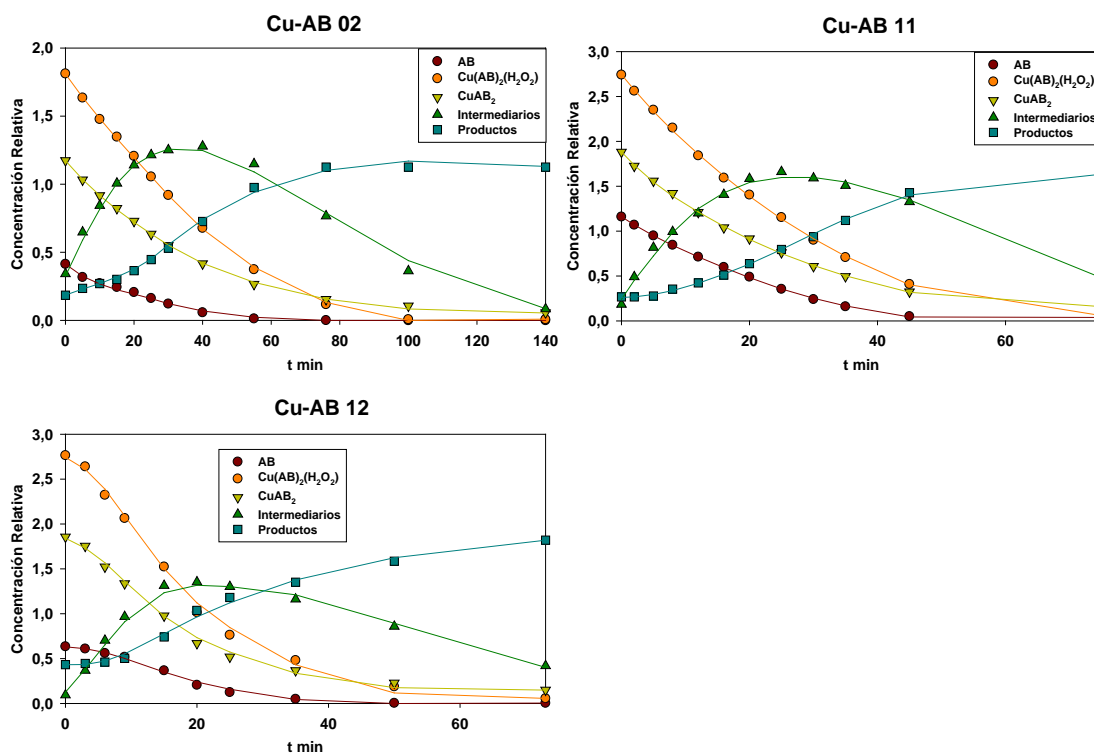 Cu-AB 02
2,0
1,5
1,0
0,5
0,0
Concentración Relativa
0 20 40 60 80 100 120 140
t min
AB
Cu(AB)₂(H₂O₂)
CuAB₂
Intermediarios
Productos
Cu-AB 11
3,0
2,5
2,0
1,5
1,0
0,5
0,0
Concentración Relativa
0 20 40 60
t min
AB
Cu(AB)₂(H₂O₂)
CuAB₂
Intermediarios
Productos
Cu-AB 12
3,0
2,5
2,0
1,5
1,0
0,5
0,0
Concentración Relativa
0 20 40 60
t min
AB
Cu(AB)₂(H₂O₂)
CuAB₂
Intermediarios
Productos